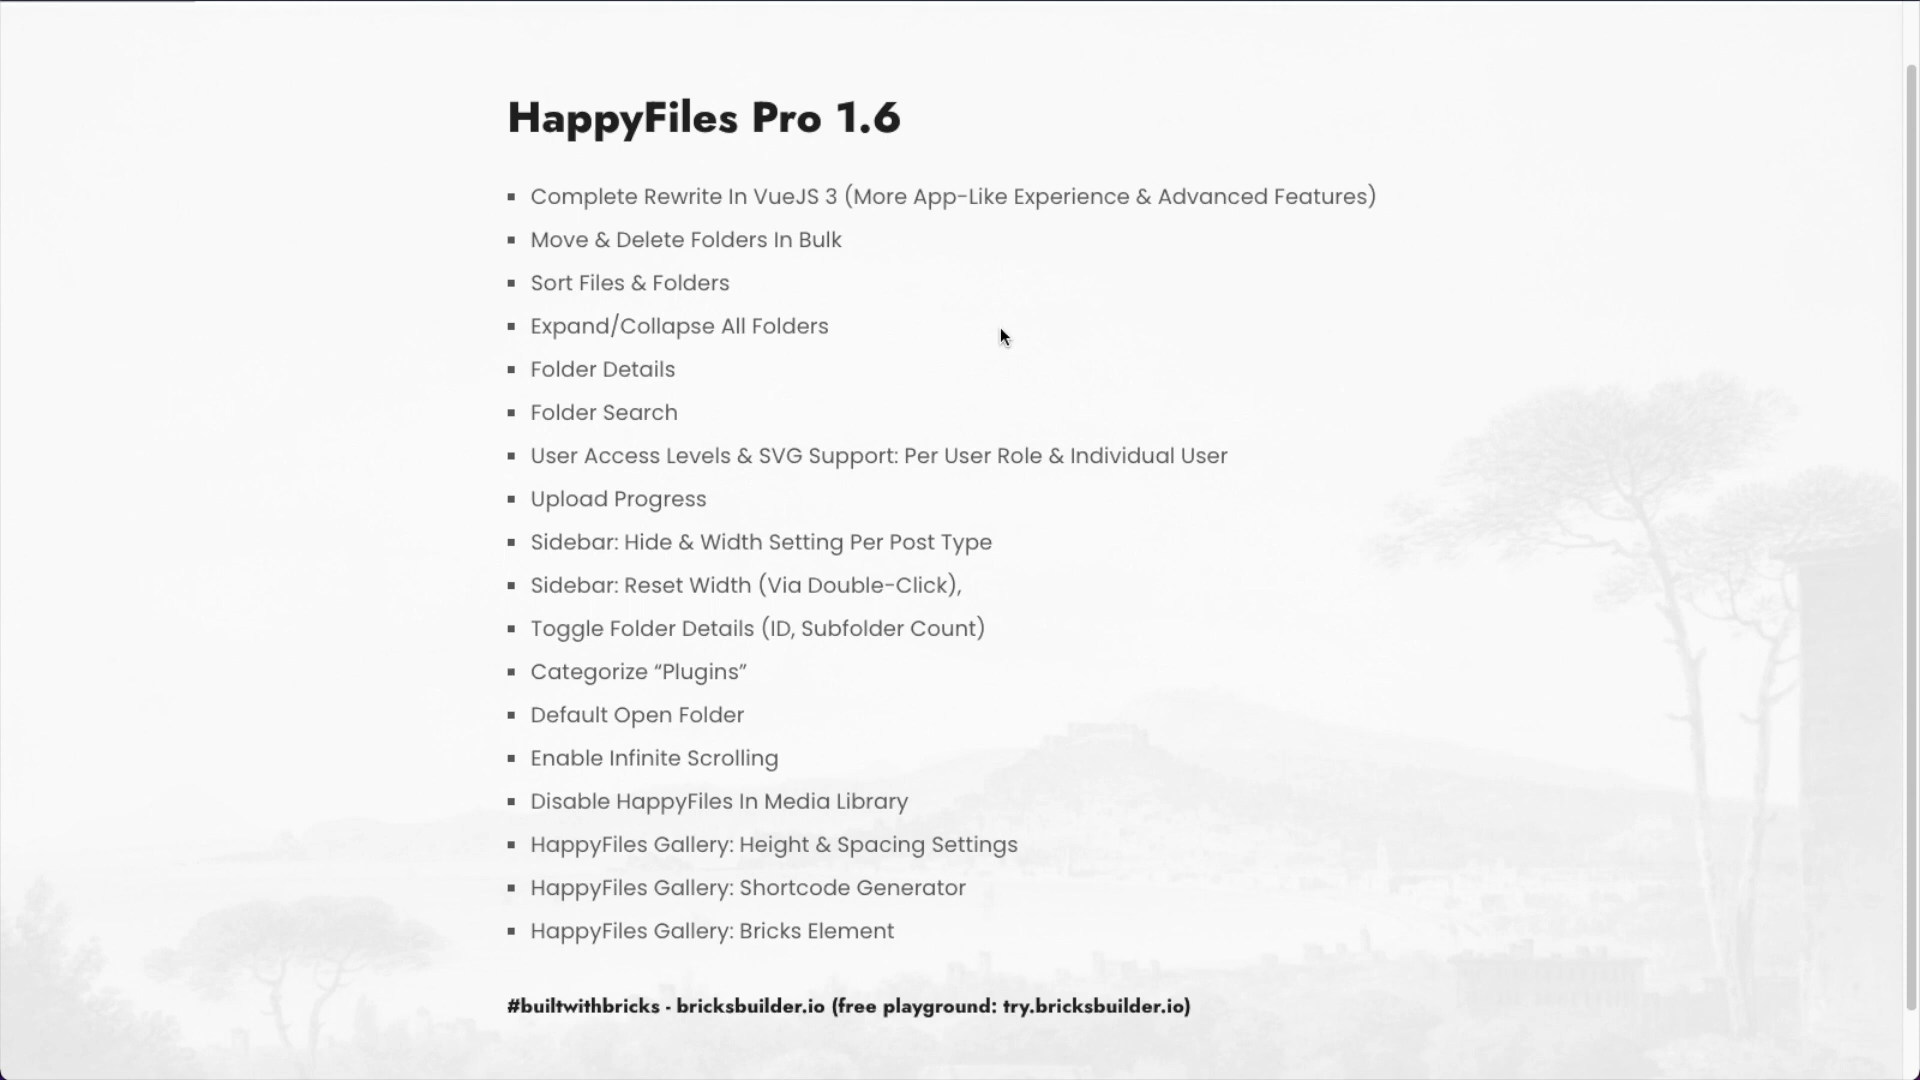 HappyFiles Pro 1.6
▪ Complete Rewrite In VueJS 3 (More App-Like Experience & Advanced Features)
▪ Move & Delete Folders In Bulk
▪ Sort Files & Folders
▪ Expand/Collapse All Folders
▪ Folder Details
▪ Folder Search
▪ User Access Levels & SVG Support: Per User Role & Individual User
▪ Upload Progress
▪ Sidebar: Hide & Width Setting Per Post Type
▪ Sidebar: Reset Width (Via Double-Click),
▪ Toggle Folder Details (ID, Subfolder Count)
▪ Categorize “Plugins”
▪ Default Open Folder
▪ Enable Infinite Scrolling
▪ Disable HappyFiles In Media Library
▪ HappyFiles Gallery: Height & Spacing Settings
▪ HappyFiles Gallery: Shortcode Generator
▪ HappyFiles Gallery: Bricks Element
#builtwithbricks - bricksbuilder.io (free playground: try.bricksbuilder.io)